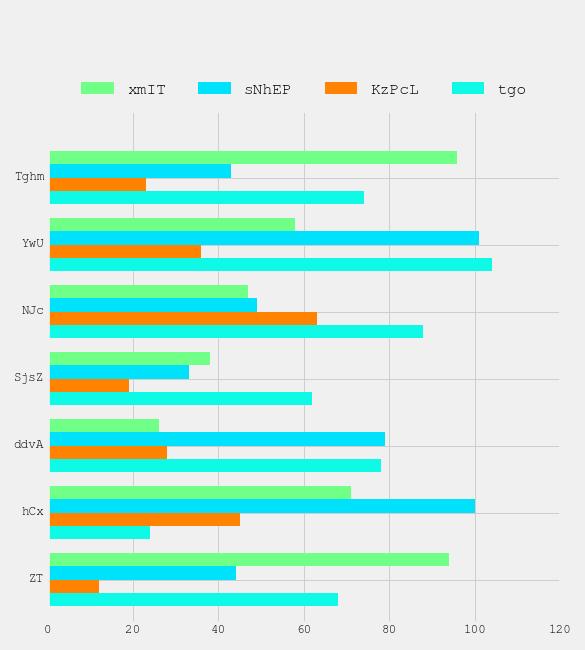 xmIT sNhEP KzPcL tgo
Tghm
YwU
NJc
SjsZ
ddvA
hCx
ZT
0 20 40 60 80 100 120